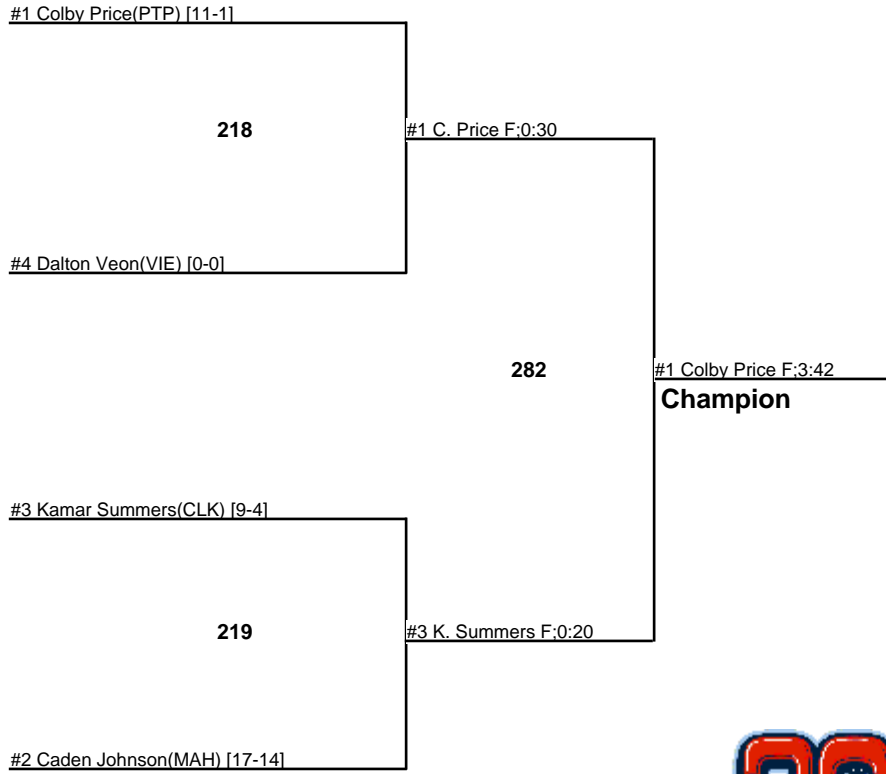 #1 Colby Price(PTP) [11-1]
218
#1 C. Price F;0:30
#4 Dalton Veon(VIE) [0-0]
282
#1 Colby Price F;3:42
Champion
#3 Kamar Summers(CLK) [9-4]
219
#3 K. Summers F;0:20
#2 Caden Johnson(MAH) [17-14]